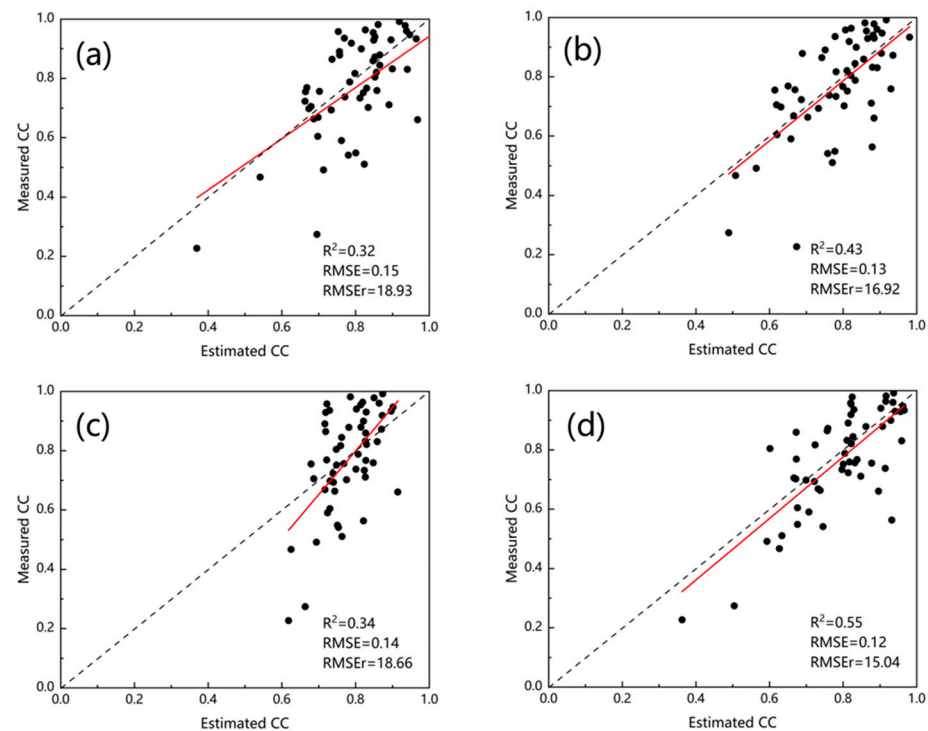 (a)
1.0
0.8
0.6
0.4
0.2
0.0
Measured CC
R²=0.32
RMSE=0.15
RMSEr=18.93
0.0 0.2 0.4 0.6 0.8 1.0
Estimated CC
(b)
1.0
0.8
0.6
0.4
0.2
0.0
Measured CC
R²=0.43
RMSE=0.13
RMSEr=16.92
0.0 0.2 0.4 0.6 0.8 1.0
Estimated CC
(c)
1.0
0.8
0.6
0.4
0.2
0.0
Measured CC
R²=0.34
RMSE=0.14
RMSEr=18.66
0.0 0.2 0.4 0.6 0.8 1.0
Estimated CC
(d)
1.0
0.8
0.6
0.4
0.2
0.0
Measured CC
R²=0.55
RMSE=0.12
RMSEr=15.04
0.0 0.2 0.4 0.6 0.8 1.0
Estimated CC